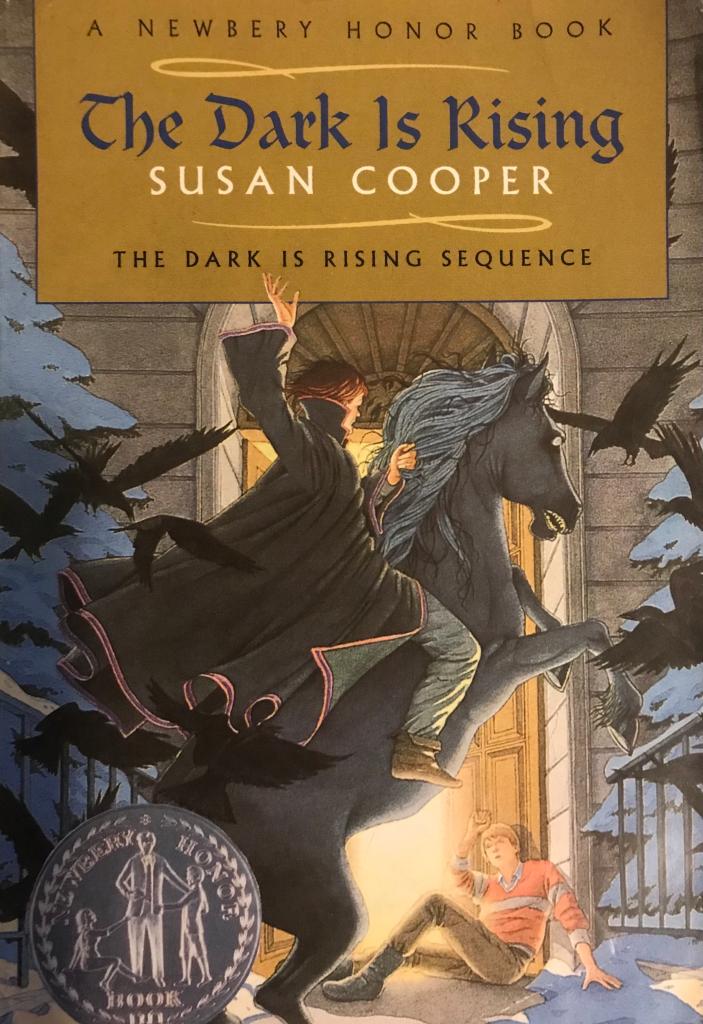 A NEWBERY HONOR BOOK
The Dark Is Rising
SUSAN COOPER
THE DARK IS RISING SEQUENCE
NEWBERY HONOR
BOOK